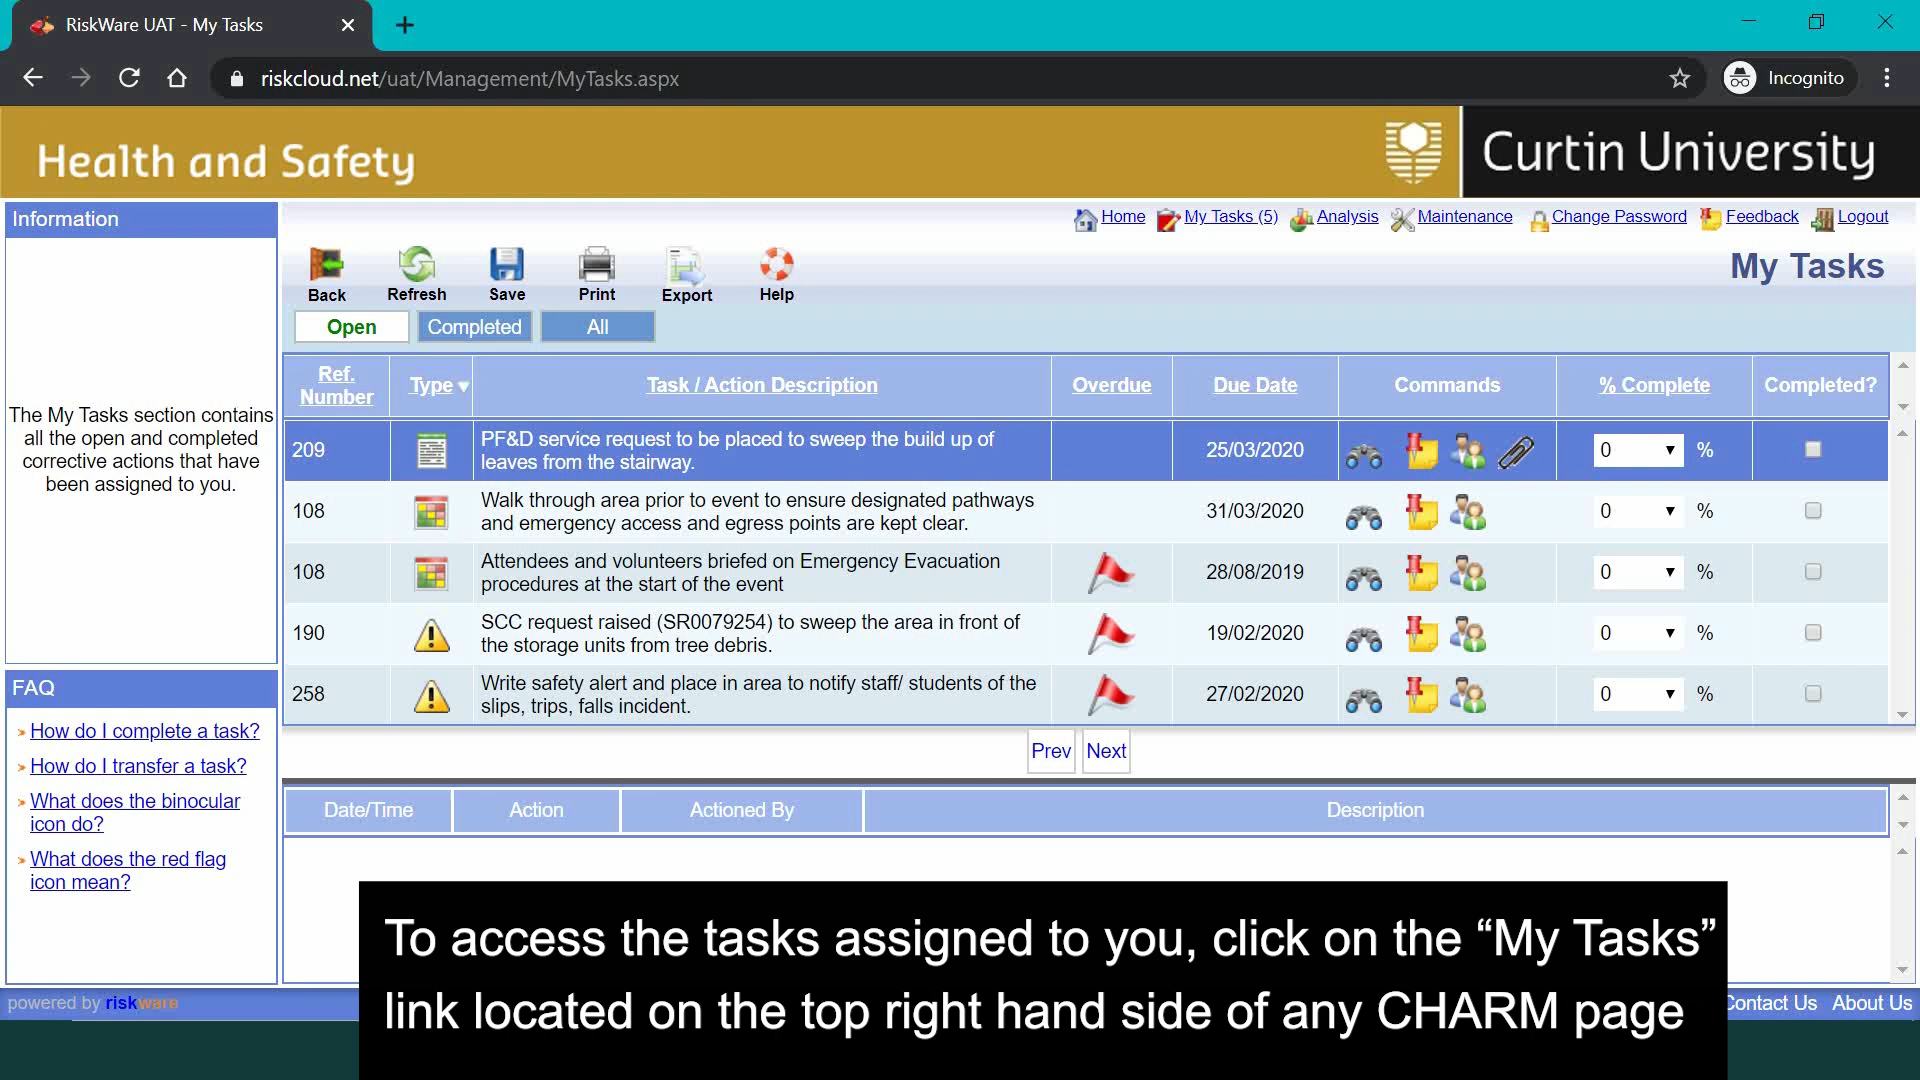 RiskWare UAT - My Tasks
riskcloud.net/uat/Management/MyTasks.aspx
Incognito
Health and Safety
Curtin University
Information
Home
My Tasks (5)
Analysis
Maintenance
Change Password
Feedback
Logout
Back
Refresh
Save
Print
Export
Help
My Tasks
Open
Completed
All
The My Tasks section contains
all the open and completed
corrective actions that have
been assigned to you.
Ref.
Number
Type
Task / Action Description
Overdue
Due Date
Commands
% Complete
Completed?
209
PF&D service request to be placed to sweep the build up of
leaves from the stairway.
25/03/2020
0
%
108
Walk through area prior to event to ensure designated pathways
and emergency access and egress points are kept clear.
31/03/2020
0
%
108
Attendees and volunteers briefed on Emergency Evacuation
procedures at the start of the event
28/08/2019
0
%
190
SCC request raised (SR0079254) to sweep the area in front of
the storage units from tree debris.
19/02/2020
0
%
258
Write safety alert and place in area to notify staff/ students of the
slips, trips, falls incident.
27/02/2020
0
%
FAQ
How do I complete a task?
How do I transfer a task?
What does the binocular
icon do?
What does the red flag
icon mean?
Prev
Next
Date/Time
Action
Actioned By
Description
To access the tasks assigned to you, click on the “My Tasks”
link located on the top right hand side of any CHARM page
powered by riskware
Contact Us
About Us